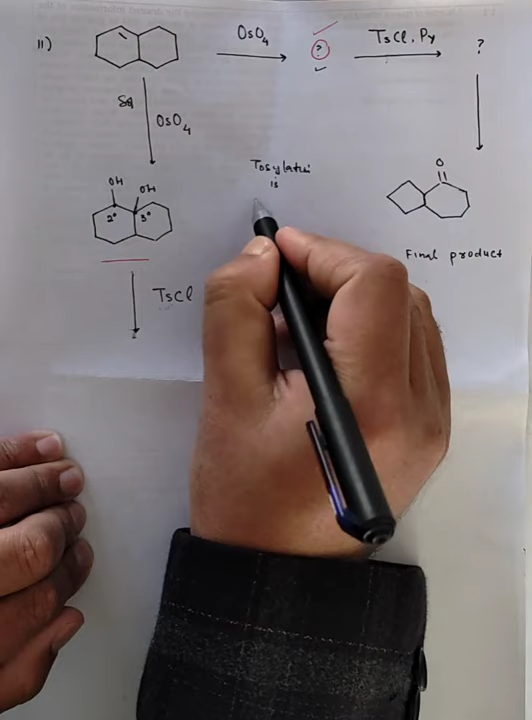 11)
OsO4
?
TsCl, Py
?
OsO4
OH
OH
2°
3°
Tosylation
is
O
Final product
TsCl